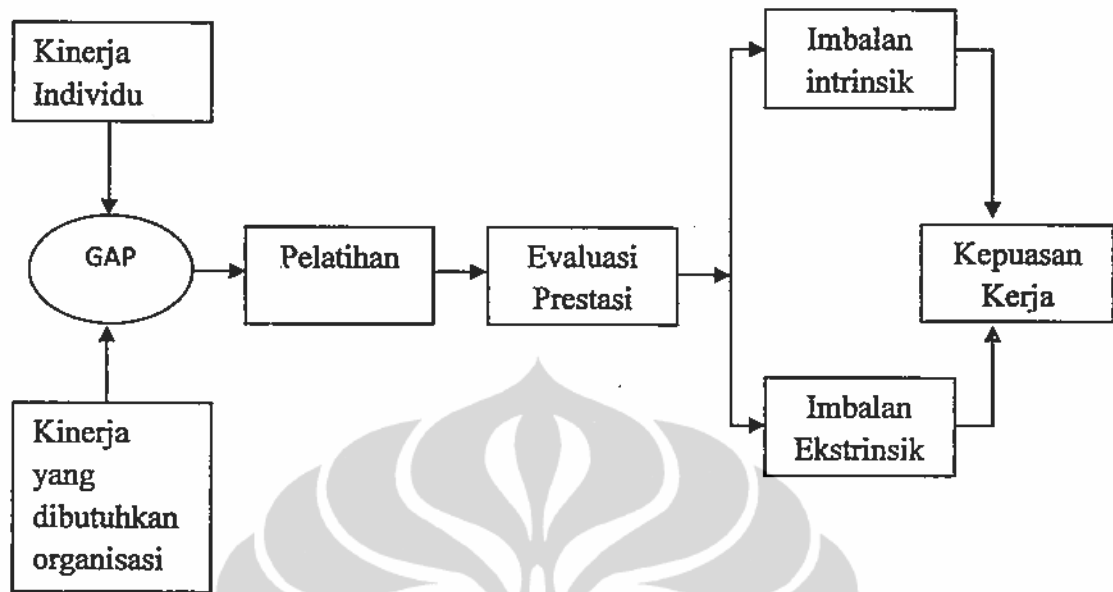 Kinerja
Individu
GAP
Kinerja
yang
dibutuhkan
organisasi
Pelatihan
Evaluasi
Prestasi
Imbalan
intrinsik
Imbalan
Ekstrinsik
Kepuasan
Kerja